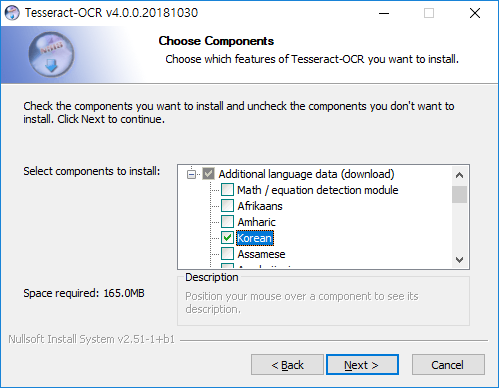 Tesseract-OCR v4.0.0.20181030
Choose Components
Choose which features of Tesseract-OCR you want to install.
Check the components you want to install and uncheck the components you don't want to
install. Click Next to continue.
Select components to install:
Additional language data (download)
Math / equation detection module
Afrikaans
Amharic
Korean
Assamese
Space required: 165.0MB
Description
Position your mouse over a component to see its
description.
Nullsoft Install System v2.51-1+b1
< Back
Next >
Cancel